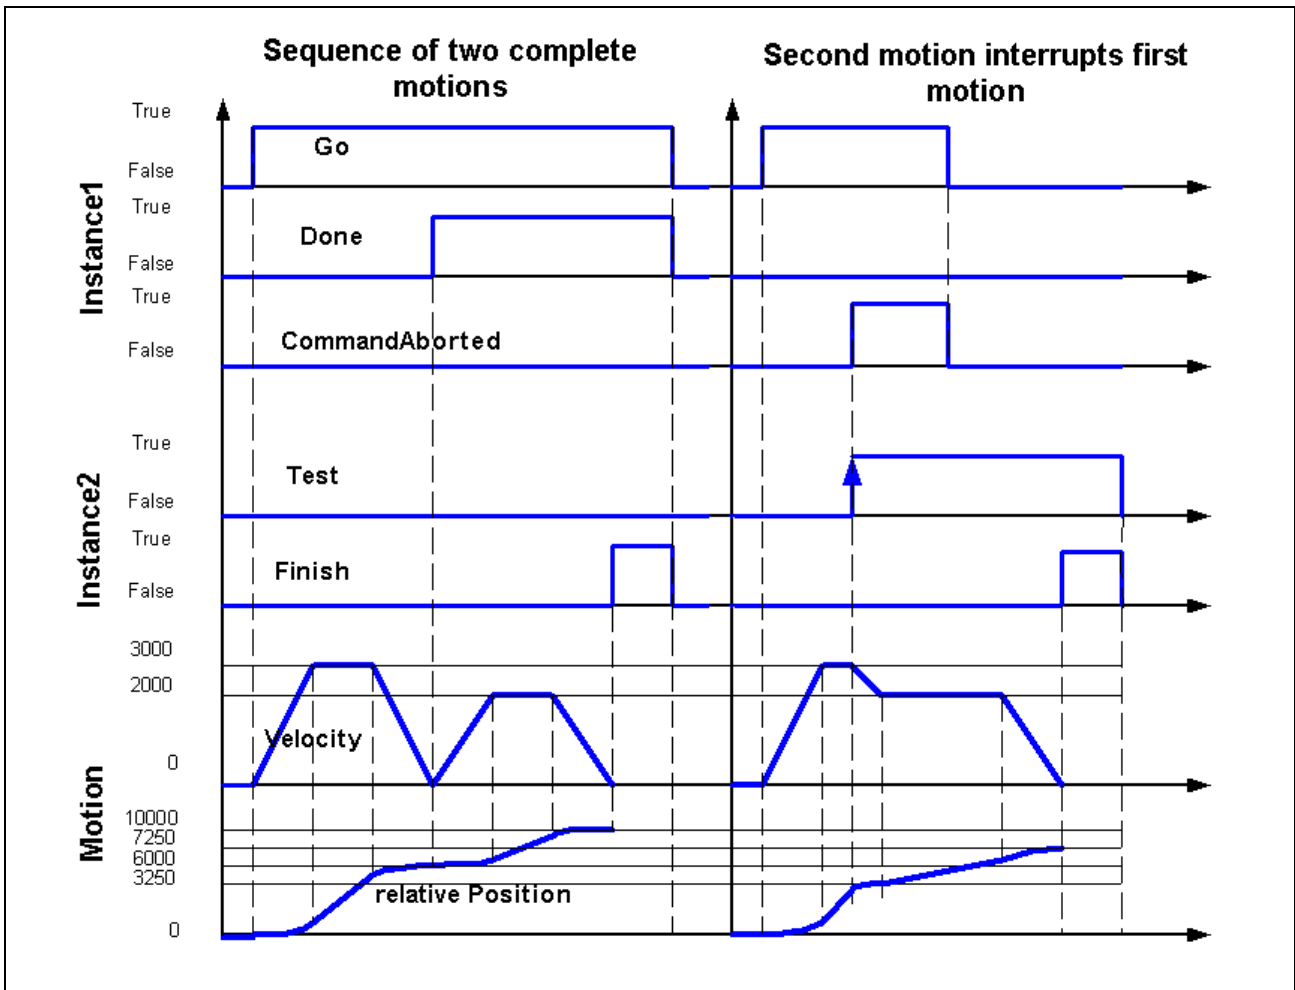 Sequence of two complete
motions
Second motion interrupts first
motion
Instance1
True
Go
False
True
Done
False
True
CommandAborted
False
Instance2
True
Test
False
True
Finish
False
Motion
3000
2000
Velocity
0
10000
7250
6000
3250
relative Position
0